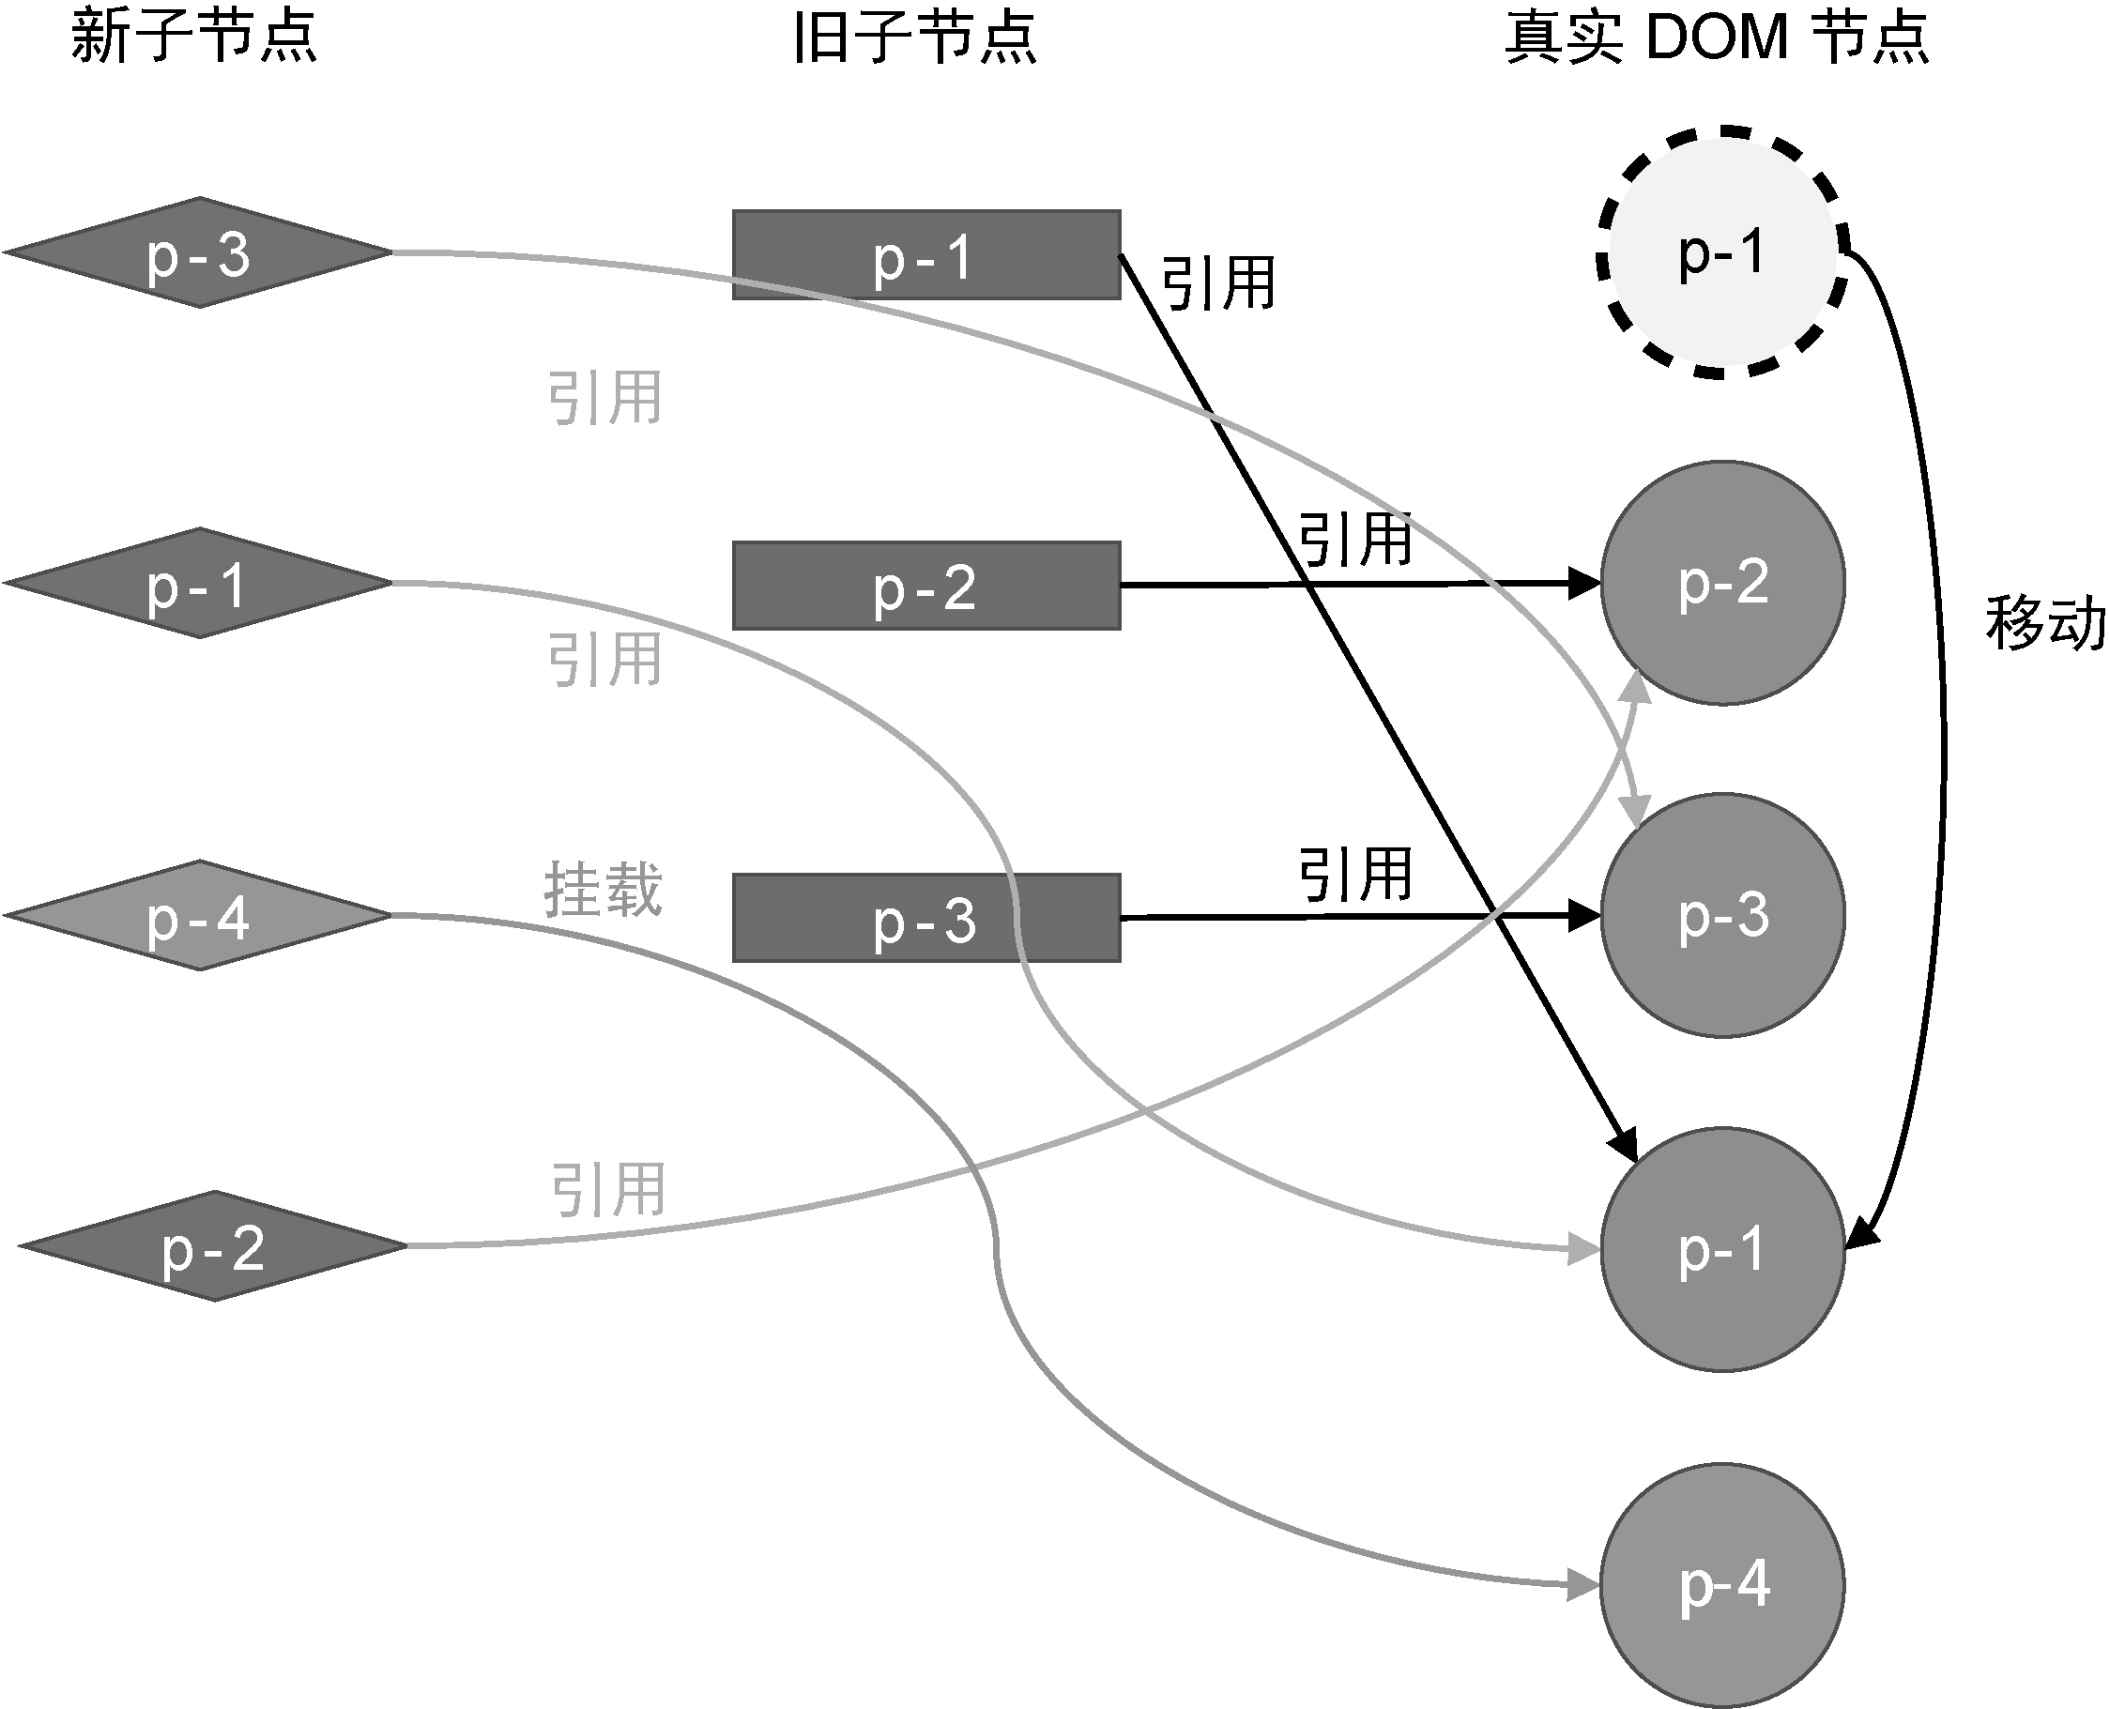 新子节点 旧子节点 真实 DOM 节点
p-3 p-1 引用 p-1
引用
p-1 p-2 引用 p-2
引用 移动
p-4 挂载 p-3 引用 p-3
p-2 引用 p-1
p-4